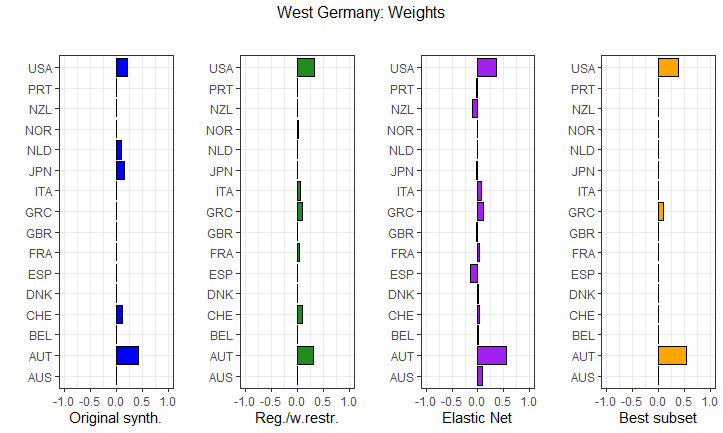 West Germany: Weights
USA
PRT
NZL
NOR
NLD
JPN
ITA
GRC
GBR
FRA
ESP
DNK
CHE
BEL
AUT
AUS
-1.0 -0.5 0.0 0.5 1.0
Original synth.
USA
PRT
NZL
NOR
NLD
JPN
ITA
GRC
GBR
FRA
ESP
DNK
CHE
BEL
AUT
AUS
-1.0 -0.5 0.0 0.5 1.0
Reg./w.restr.
USA
PRT
NZL
NOR
NLD
JPN
ITA
GRC
GBR
FRA
ESP
DNK
CHE
BEL
AUT
AUS
-1.0 -0.5 0.0 0.5 1.0
Elastic Net
USA
PRT
NZL
NOR
NLD
JPN
ITA
GRC
GBR
FRA
ESP
DNK
CHE
BEL
AUT
AUS
-1.0 -0.5 0.0 0.5 1.0
Best subset